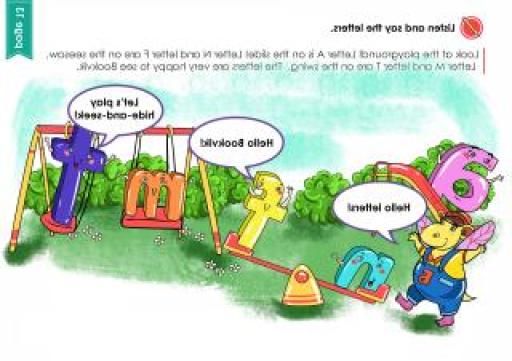 Listen and say the letters.
Look at the playground! Letter A is on the slide! Letter N and letter F are on the seesaw.
Letter M and letter T are on the swing. The letters are very happy to see Bookvik.
page 13
Let's play
hide-and-seek!
Hello Bookvik!
Hello letters!
a
t
m
f
n